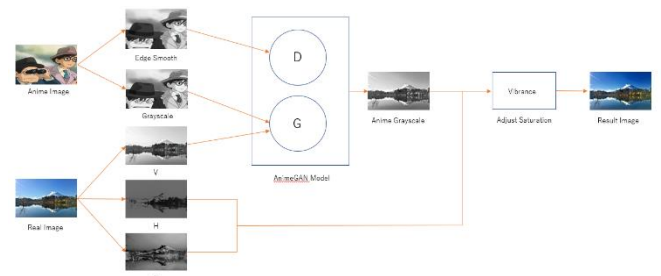 Edge Smooth
D
Anime Image
Grayscale
G
Anime Grayscale
Vibrance
Adjust Saturation
Result Image
V
AnimeGAN Model
H
Real Image